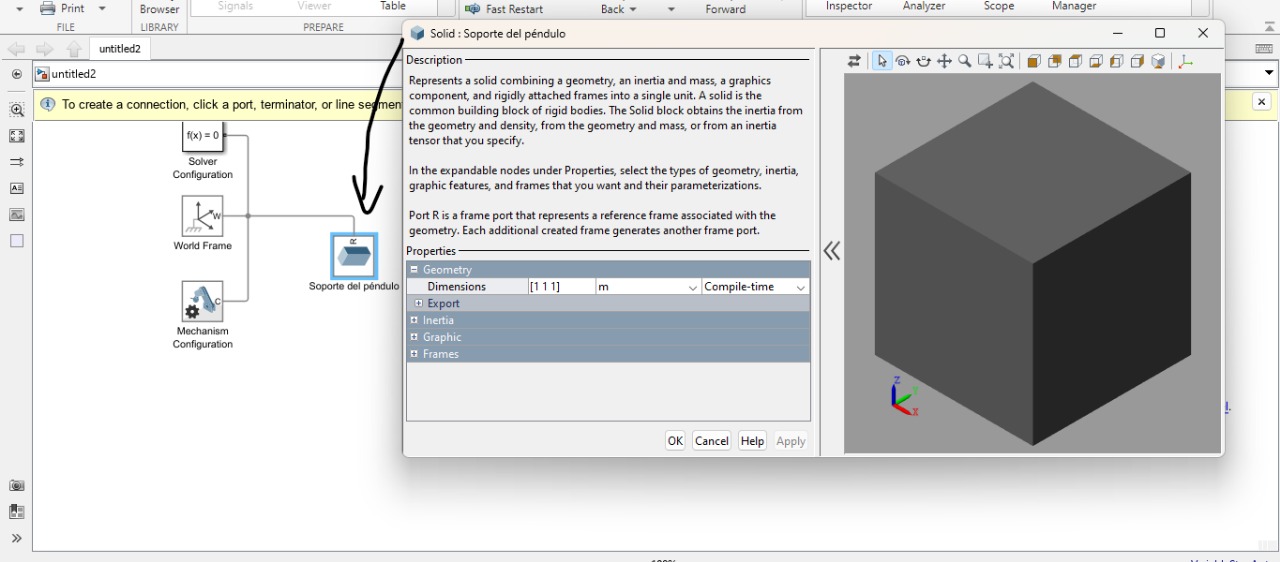 Print
Browser
Signals
Viewer
Table
Fast Restart
Back
Forward
Inspector
Analyzer
Scope
Manager
FILE
LIBRARY
PREPARE
untitled2
untitled2
To create a connection, click a port, terminator, or line segmen
f(x) = 0
Solver
Configuration
W
World Frame
C
Mechanism
Configuration
R
Soporte del péndulo
Solid : Soporte del péndulo
Description
Represents a solid combining a geometry, an inertia and mass, a graphics
component, and rigidly attached frames into a single unit. A solid is the
common building block of rigid bodies. The Solid block obtains the inertia from
the geometry and density, from the geometry and mass, or from an inertia
tensor that you specify.
In the expandable nodes under Properties, select the types of geometry, inertia,
graphic features, and frames that you want and their parameterizations.
Port R is a frame port that represents a reference frame associated with the
geometry. Each additional created frame generates another frame port.
Properties
Geometry
Dimensions [1 1 1] m Compile-time
Export
Inertia
Graphic
Frames
OK Cancel Help Apply
Z
Y
X